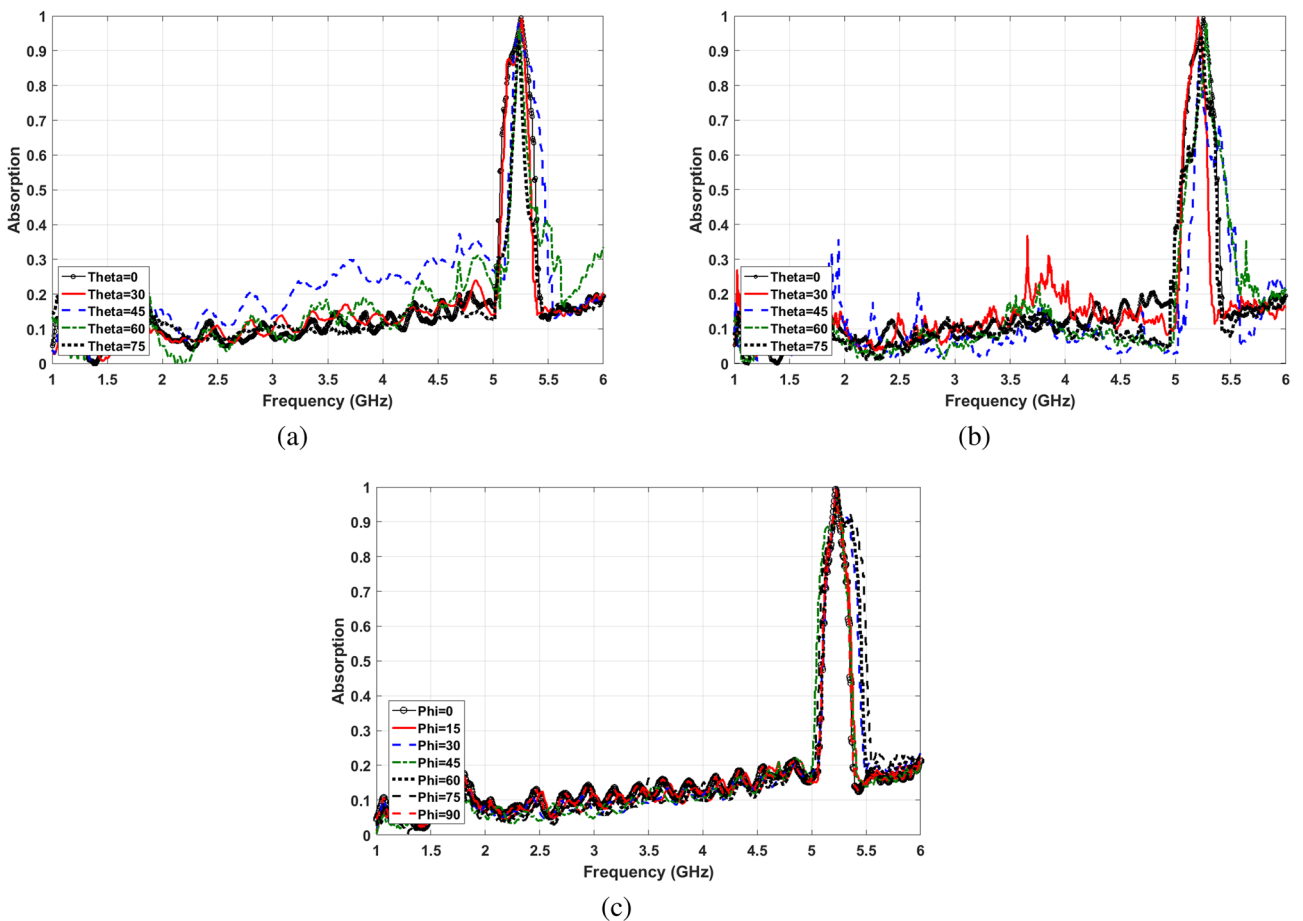 1
0.9
0.8
0.7
0.6
0.5
0.4
0.3
0.2
0.1
0
Absorption
Theta=0
Theta=30
Theta=45
Theta=60
Theta=75
1 1.5 2 2.5 3 3.5 4 4.5 5 5.5 6
Frequency (GHz)
(a)
1
0.9
0.8
0.7
0.6
0.5
0.4
0.3
0.2
0.1
0
Absorption
Theta=0
Theta=30
Theta=45
Theta=60
Theta=75
1 1.5 2 2.5 3 3.5 4 4.5 5 5.5 6
Frequency (GHz)
(b)
1
0.9
0.8
0.7
0.6
0.5
0.4
0.3
0.2
0.1
0
Absorption
Phi=0
Phi=15
Phi=30
Phi=45
Phi=60
Phi=75
Phi=90
1 1.5 2 2.5 3 3.5 4 4.5 5 5.5 6
Frequency (GHz)
(c)